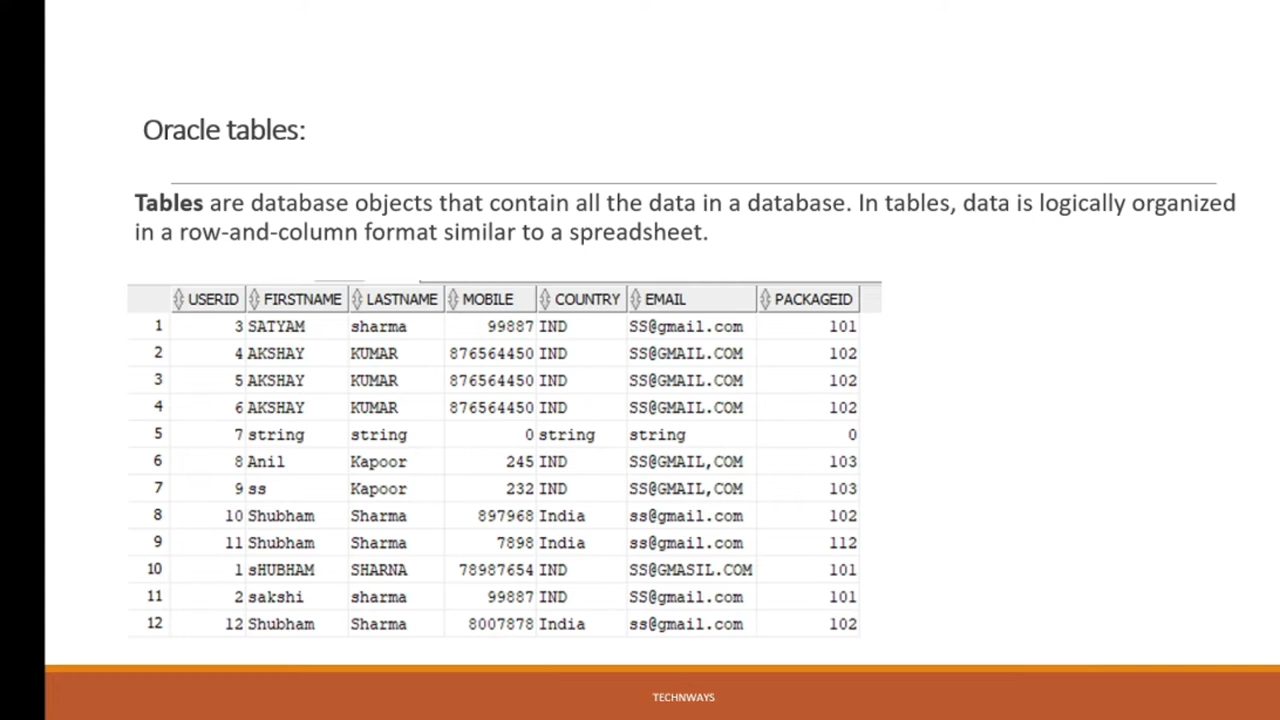 Oracle tables:
Tables are database objects that contain all the data in a database. In tables, data is logically organized
in a row-and-column format similar to a spreadsheet.
USERID FIRSTNAME LASTNAME MOBILE COUNTRY EMAIL PACKAGEID
1 3 SATYAM sharma 99887 IND SS@gmail.com 101
2 4 AKSHAY KUMAR 876564450 IND SS@GMAIL.COM 102
3 5 AKSHAY KUMAR 876564450 IND SS@GMAIL.COM 102
4 6 AKSHAY KUMAR 876564450 IND SS@GMAIL.COM 102
5 7 string string 0 string string 0
6 8 Anil Kapoor 245 IND SS@GMAIL,COM 103
7 9 ss Kapoor 232 IND SS@GMAIL,COM 103
8 10 Shubham Sharma 897968 India ss@gmail.com 102
9 11 Shubham Sharma 7898 India ss@gmail.com 112
10 1 sHUBHAM SHARNA 78987654 IND SS@GMASIL.COM 101
11 2 sakshi sharma 99887 IND SS@gmail.com 101
12 12 Shubham Sharma 8007878 India ss@gmail.com 102
TECHNWAYS